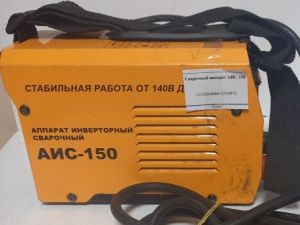 СТАБИЛЬНАЯ РАБОТА ОТ 140В
Сварочный аппарат АИС-150
АППАРАТ ИНВЕРТОРНЫЙ
СВАРОЧНЫЙ
АИС-150